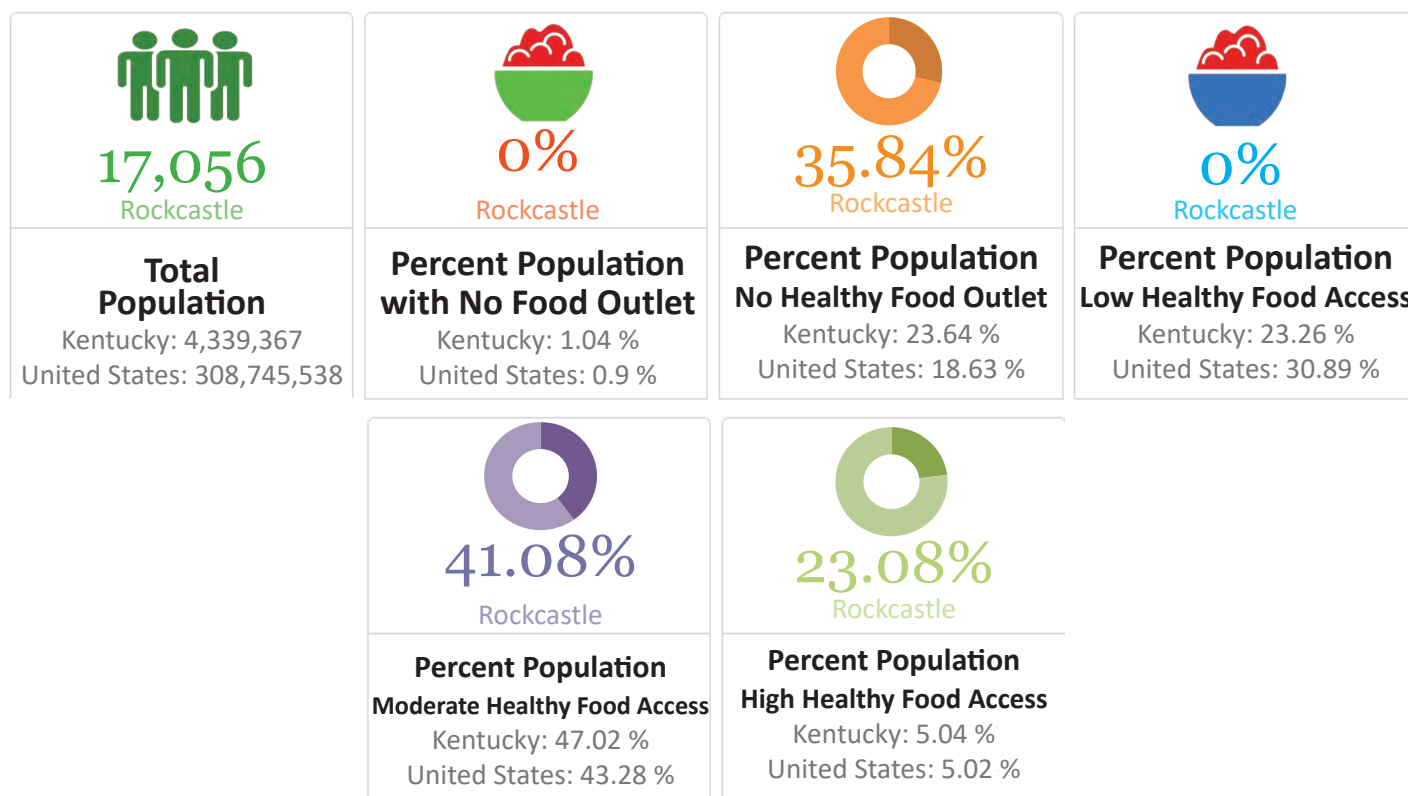 17,056
Rockcastle
Total
Population
Kentucky: 4,339,367
United States: 308,745,538
0%
Rockcastle
Percent Population
with No Food Outlet
Kentucky: 1.04 %
United States: 0.9 %
35.84%
Rockcastle
Percent Population
No Healthy Food Outlet
Kentucky: 23.64 %
United States: 18.63 %
0%
Rockcastle
Percent Population
Low Healthy Food Access
Kentucky: 23.26 %
United States: 30.89 %
41.08%
Rockcastle
Percent Population
Moderate Healthy Food Access
Kentucky: 47.02 %
United States: 43.28 %
23.08%
Rockcastle
Percent Population
High Healthy Food Access
Kentucky: 5.04 %
United States: 5.02 %